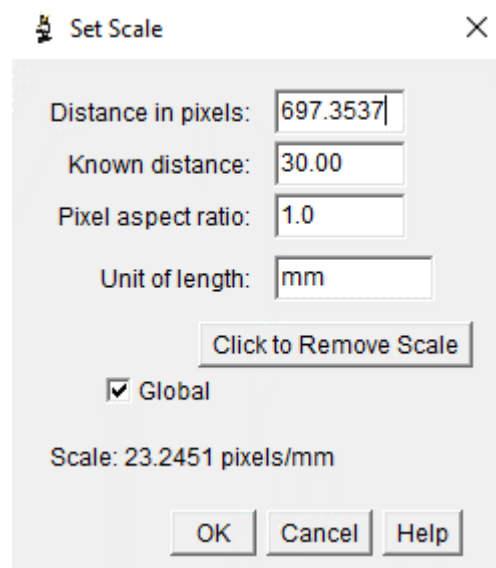 Set Scale
Distance in pixels: 697.3537
Known distance: 30.00
Pixel aspect ratio: 1.0
Unit of length: mm
Click to Remove Scale
Global
Scale: 23.2451 pixels/mm
OK Cancel Help